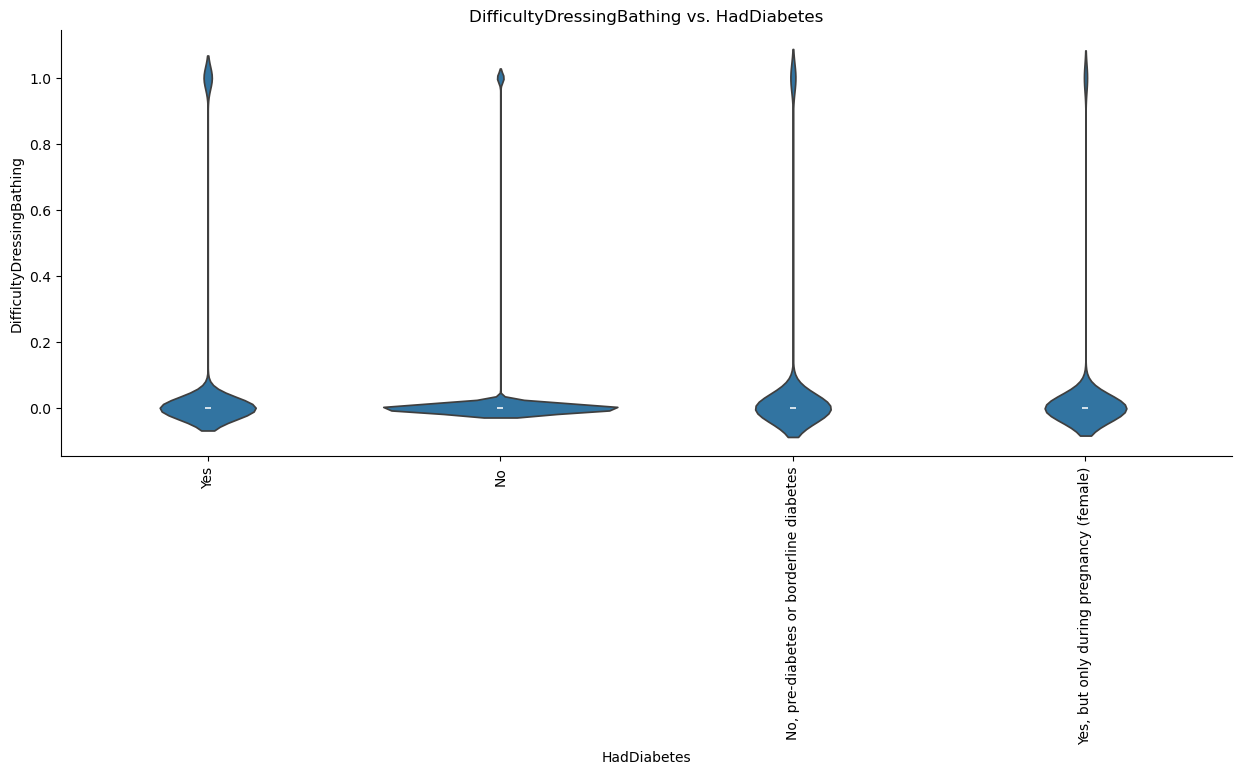 DifficultyDressingBathing vs. HadDiabetes
DifficultyDressingBathing
1.0
0.8
0.6
0.4
0.2
0.0
Yes
No
No, pre-diabetes or borderline diabetes
Yes, but only during pregnancy (female)
HadDiabetes